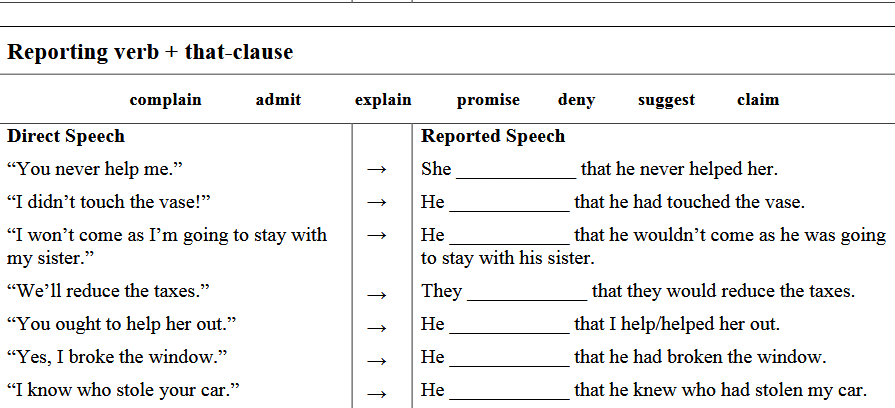 Reporting verb + that-clause
complain admit explain promise deny suggest claim
Direct Speech Reported Speech
“You never help me.” → She ____________ that he never helped her.
“I didn’t touch the vase!” → He ____________ that he had touched the vase.
“I won’t come as I’m going to stay with → He ____________ that he wouldn’t come as he was going
my sister.” to stay with his sister.
“We’ll reduce the taxes.” → They ____________ that they would reduce the taxes.
“You ought to help her out.” → He ____________ that I help/helped her out.
“Yes, I broke the window.” → He ____________ that he had broken the window.
“I know who stole your car.” → He ____________ that he knew who had stolen my car.